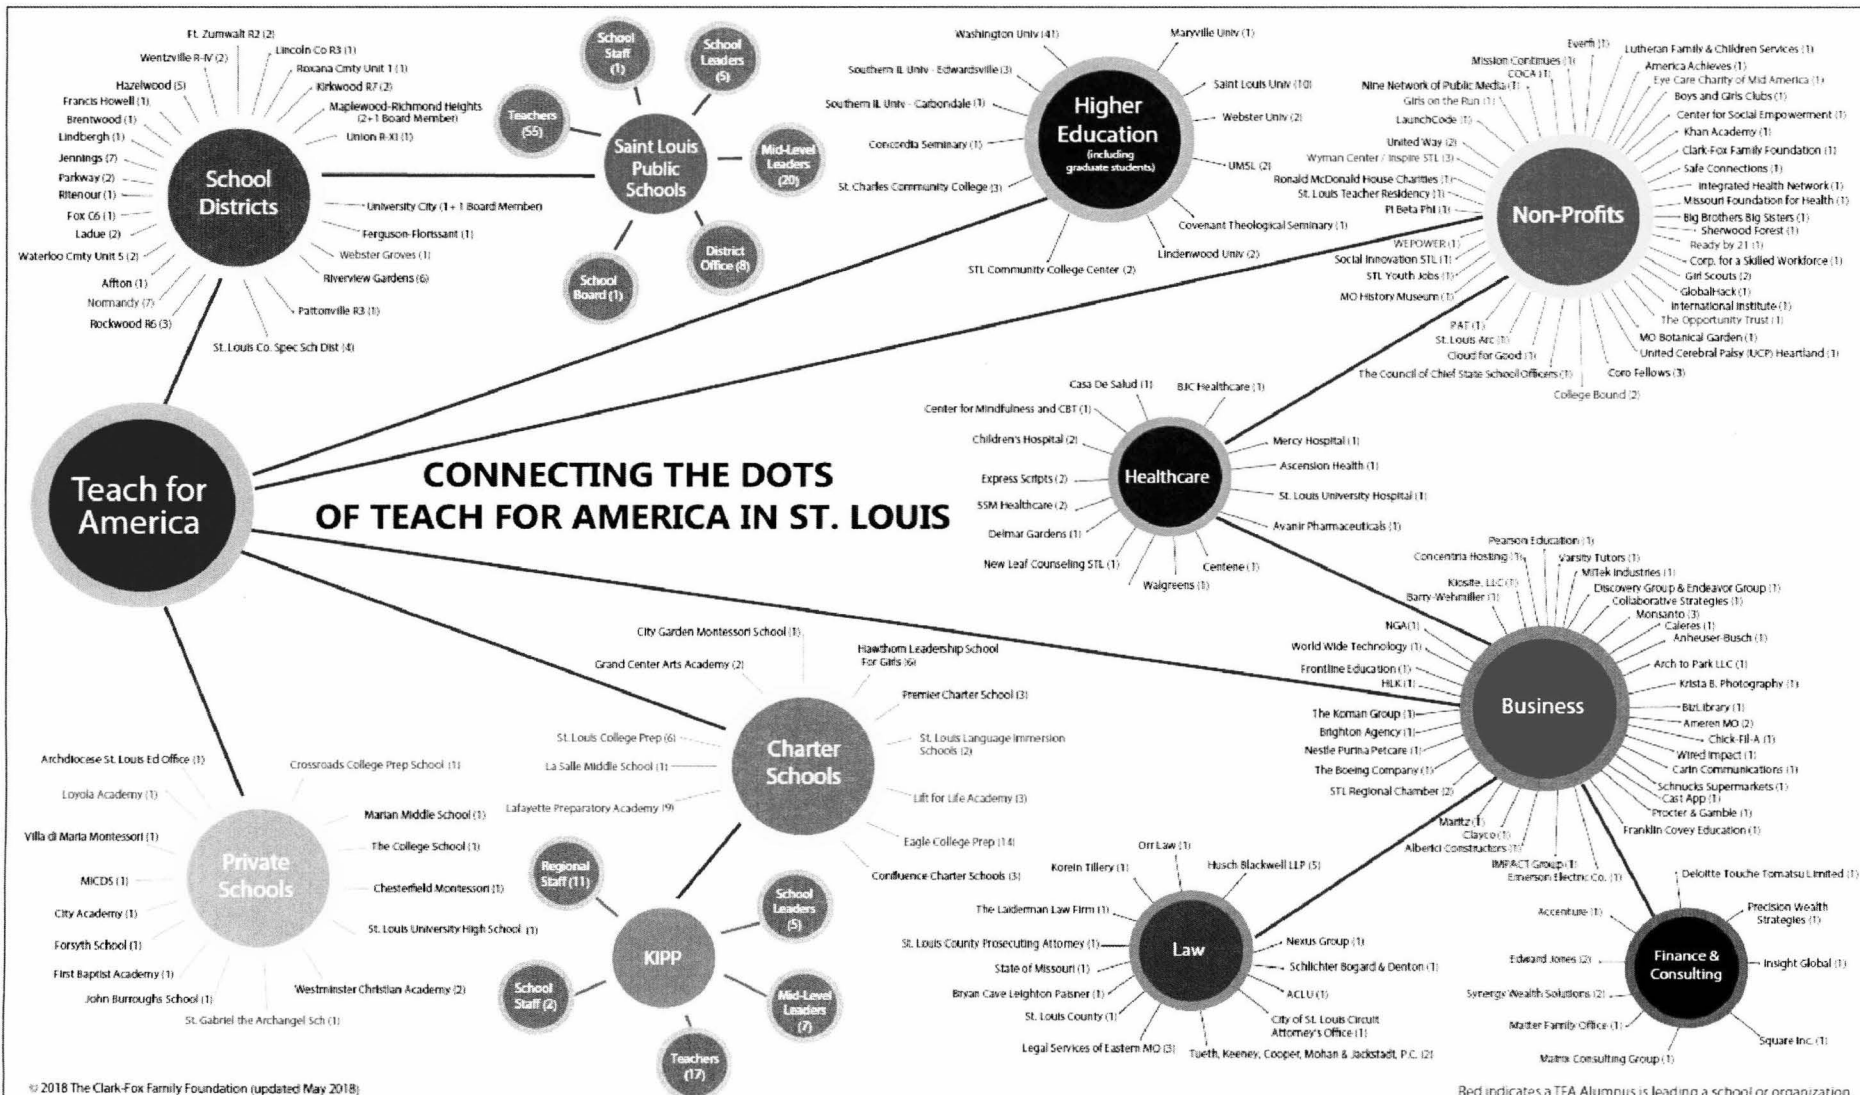 Ft. Zumwalt R2 (2)
Wentzville R-IV (2)
Lincoln Co R3 (1)
Roxana Cmty Unit 1 (1)
Hazelwood (5)
Kirkwood R7 (2)
Francis Howell (1)
Maplewood-Richmond Heights
(2+1 Board Member)
Brentwood (1)
Lindbergh (1)
Union R-XI (1)
Jennings (7)
Parkway (2)
Ritenour (1)
School
Districts
University City (1 + 1 Board Member)
Fox C6 (1)
Ladue (2)
Ferguson-Florissant (1)
Waterloo Cmty Unit 5 (2)
Webster Groves (1)
Affton (1)
Riverview Gardens (6)
Normandy (7)
Pattonville R3 (1)
Rockwood R6 (3)
St. Louis Co. Spec Sch Dist (4)
School
Staff
(1)
School
Leaders
(5)
Teachers
(55)
Saint Louis
Public
Schools
Mid-Level
Leaders
(20)
District
Office (8)
School
Board (1)
Washington Univ (41)
Maryville Univ (1)
Southern IL Univ - Edwardsville (3)
Saint Louis Univ (10)
Southern IL Univ - Carbondale (1)
Higher
Education
(including
graduate students)
Webster Univ (2)
Concordia Seminary (1)
UMSL (2)
St. Charles Community College (3)
Covenant Theological Seminary (1)
Lindenwood Univ (2)
STL Community College Center (2)
Everfi (1)
Lutheran Family & Children Services (1)
Mission Continues (1)
America Achieves (1)
COCA (1)
Eye Care Charity of Mid America (1)
Nine Network of Public Media (1)
Boys and Girls Clubs (1)
Girls on the Run (1)
Center for Social Empowerment (1)
LaunchCode (1)
Khan Academy (1)
United Way (2)
Clark-Fox Family Foundation (1)
Wyman Center / Inspire STL (3)
Safe Connections (1)
Ronald McDonald House Charities (1)
Integrated Health Network (1)
St. Louis Teacher Residency (1)
Missouri Foundation for Health (1)
Pi Beta Phi (1)
Non-Profits
Big Brothers Big Sisters (1)
Sherwood Forest (1)
WEPOWER (1)
Ready by 21 (1)
Social Innovation STL (1)
Corp. for a Skilled Workforce (1)
STL Youth Jobs (1)
Girl Scouts (2)
GlobalHack (1)
MO History Museum (1)
International Institute (1)
The Opportunity Trust (1)
PAT (1)
St. Louis Arc (1)
MO Botanical Garden (1)
Cloud for Good (1)
United Cerebral Palsy (UCP) Heartland (1)
The Council of Chief State School Officers (1)
Coro Fellows (3)
College Bound (2)
Teach for
America
CONNECTING THE DOTS
OF TEACH FOR AMERICA IN ST. LOUIS
Casa De Salud (1)
BJC Healthcare (1)
Center for Mindfulness and CBT (1)
Children's Hospital (2)
Mercy Hospital (1)
Express Scripts (2)
Healthcare
Ascension Health (1)
SSM Healthcare (2)
St. Louis University Hospital (1)
Delmar Gardens (1)
Avanir Pharmaceuticals (1)
New Leaf Counseling STL (1)
Centene (1)
Walgreens (1)
Pearson Education (1)
Concentria Hosting (1)
Varsity Tutors (1)
MiTek Industries (1)
Klosite, LLC (1)
Discovery Group & Endeavor Group (1)
Barry-Wehmiller (1)
Collaborative Strategies (1)
Monsanto (3)
NGA (1)
Caleres (1)
Anheuser-Busch (1)
World Wide Technology (1)
Arch to Park LLC (1)
Frontline Education (1)
HLK (1)
Krista B. Photography (1)
Business
The Koman Group (1)
BizLibrary (1)
Brighton Agency (1)
Ameren MO (2)
Chick-Fil-A (1)
Nestle Purina Petcare (1)
Wired Impact (1)
The Boeing Company (1)
Carin Communications (1)
STL Regional Chamber (2)
Schnucks Supermarkets (1)
Cast App (1)
Procter & Gamble (1)
Maritz (1)
Franklin Covey Education (1)
Clayco (1)
Alberici Constructors (1)
IMPACT Group (1)
Emerson Electric Co. (1)
City Garden Montessori School (1)
Hawthorn Leadership School
For Girls (6)
Grand Center Arts Academy (2)
Premier Charter School (3)
St. Louis College Prep (6)
Charter
Schools
St. Louis Language Immersion
Schools (2)
La Salle Middle School (1)
Lafayette Preparatory Academy (9)
Lift for Life Academy (3)
Eagle College Prep (14)
Confluence Charter Schools (3)
Archdiocese St. Louis Ed Office (1)
Crossroads College Prep School (1)
Loyola Academy (1)
Marian Middle School (1)
Villa di Maria Montessori (1)
The College School (1)
Private
Schools
MICDS (1)
Chesterfield Montessori (1)
City Academy (1)
St. Louis University High School (1)
Forsyth School (1)
First Baptist Academy (1)
Westminster Christian Academy (2)
John Burroughs School (1)
St. Gabriel the Archangel Sch (1)
Regional
Staff (11)
School
Leaders
(5)
KIPP
School
Staff (2)
Mid-Level
Leaders
(7)
Teachers
(17)
Orr Law (1)
Korein Tillery (1)
Husch Blackwell LLP (5)
The Laiderman Law Firm (1)
St. Louis County Prosecuting Attorney (1)
Law
Nexus Group (1)
State of Missouri (1)
Schlichter Bogard & Denton (1)
Bryan Cave Leighton Paisner (1)
ACLU (1)
St. Louis County (1)
City of St. Louis Circuit
Attorney's Office (1)
Legal Services of Eastern MO (3)
Tueth, Keeney, Cooper, Mohan & Jackstadt, P.C. (2)
Deloitte Touche Tomatsu Limited (1)
Accenture (1)
Precision Wealth
Strategies (1)
Edward Jones (2)
Finance &
Consulting
Insight Global (1)
Synergy Wealth Solutions (2)
Matter Family Office (1)
Square Inc. (1)
Matrix Consulting Group (1)
© 2018 The Clark-Fox Family Foundation (updated May 2018)
Red indicates a TFA Alumnus is leading a school or organization